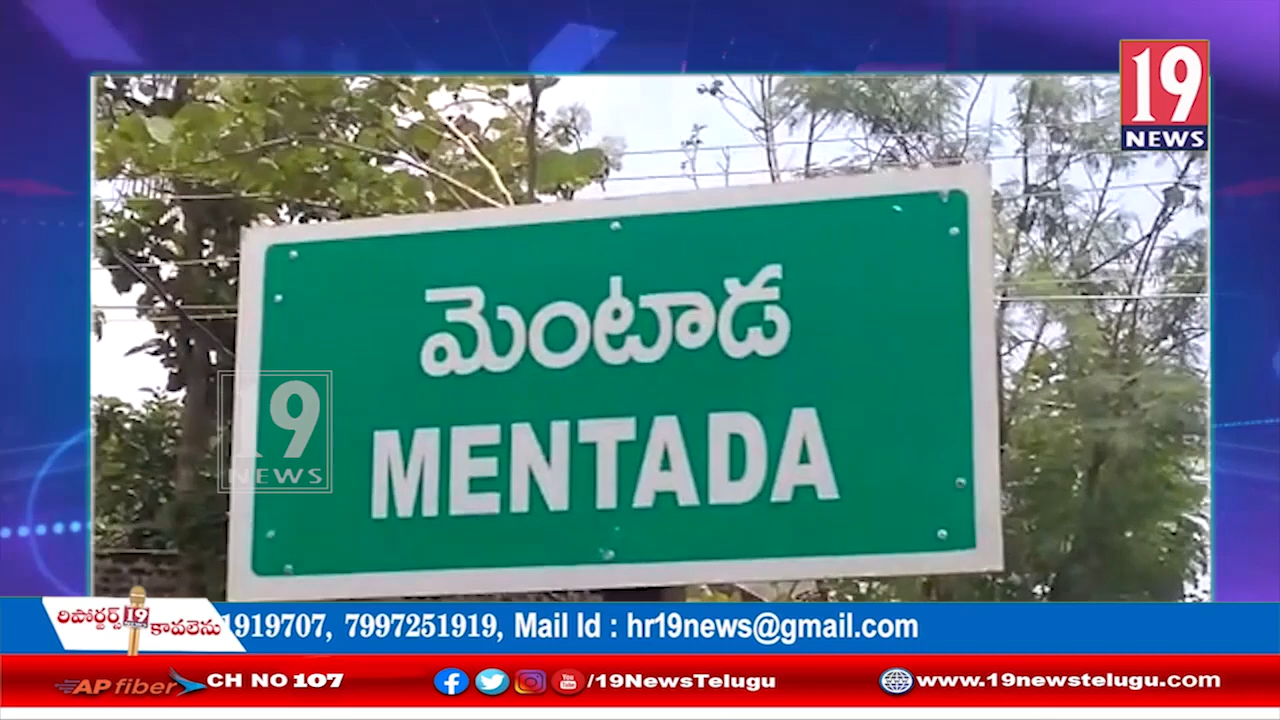 19
NEWS
మెంటాడ
MENTADA
19
NEWS
రిపోర్టర్స్ 19 కావలెను
1919707, 7997251919, Mail Id : hr19news@gmail.com
AP fiber CH NO 107
/19NewsTelugu
www.19newstelugu.com